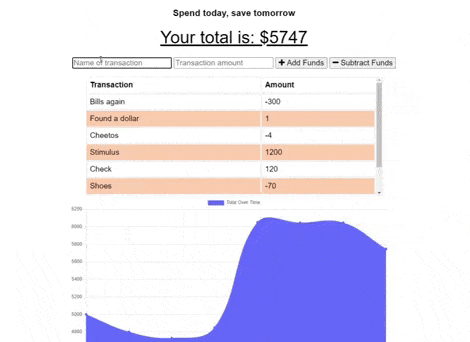 Spend today, save tomorrow
Your total is: $5747
Name of transaction Transaction amount + Add Funds − Subtract Funds
Transaction Amount
Bills again -300
Found a dollar 1
Cheetos -4
Stimulus 1200
Check 120
Shoes -70
Total Over Time
6200
6000
5800
5600
5400
5200
5000
4800